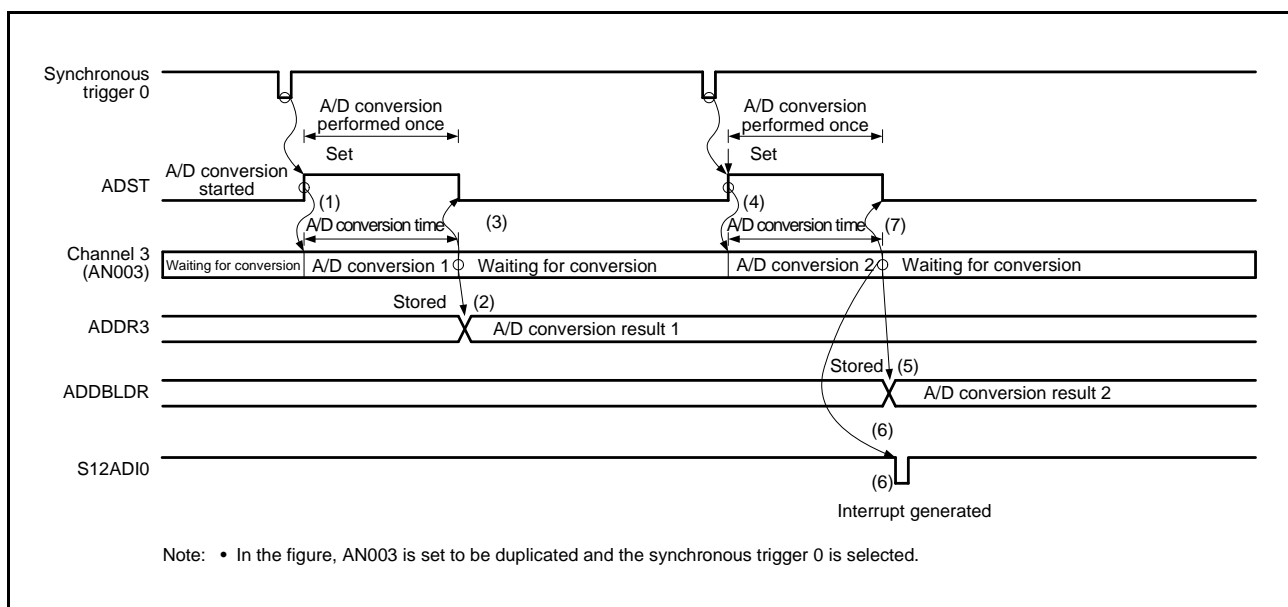 Synchronous
trigger 0
A/D conversion
performed once
A/D conversion
performed once
Set
Set
A/D conversion
started
ADST
(1)
(3)
(4)
(7)
A/D conversion time
A/D conversion time
Channel 3
(AN003)
Waiting for conversion
A/D conversion 1
Waiting for conversion
A/D conversion 2
Waiting for conversion
Stored
(2)
ADDR3
A/D conversion result 1
Stored
(5)
ADDBLDR
A/D conversion result 2
(6)
S12ADI0
(6)
Interrupt generated
Note: • In the figure, AN003 is set to be duplicated and the synchronous trigger 0 is selected.